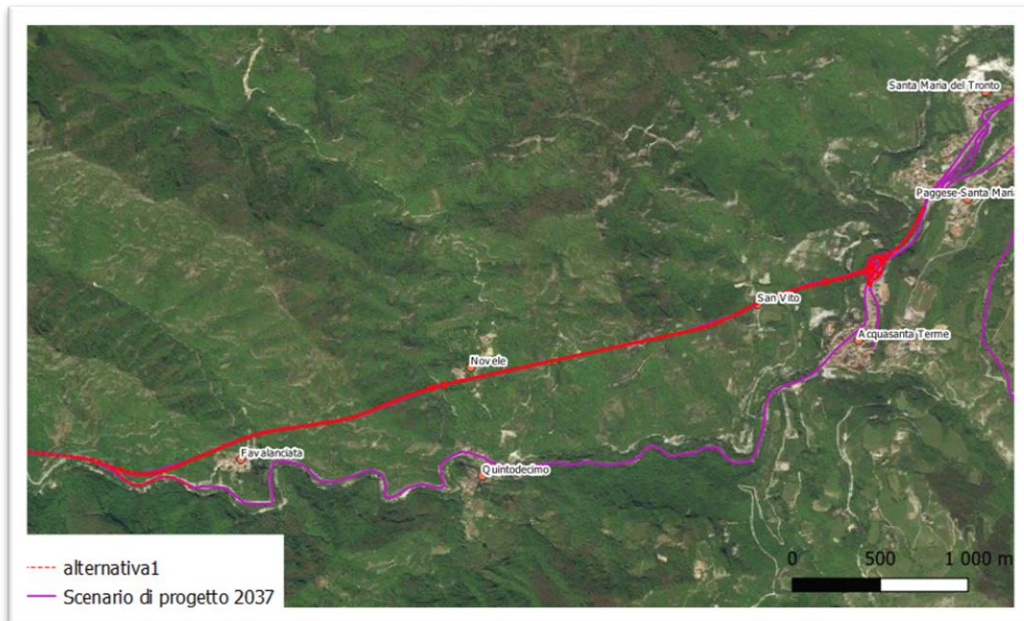 Santa Maria del Tronto
Paggese-Santa Maria
San Vito
Acquasanta Terme
Novele
Favalanciata
Quintodecimo
0 500 1 000 m
alternativa1
Scenario di progetto 2037